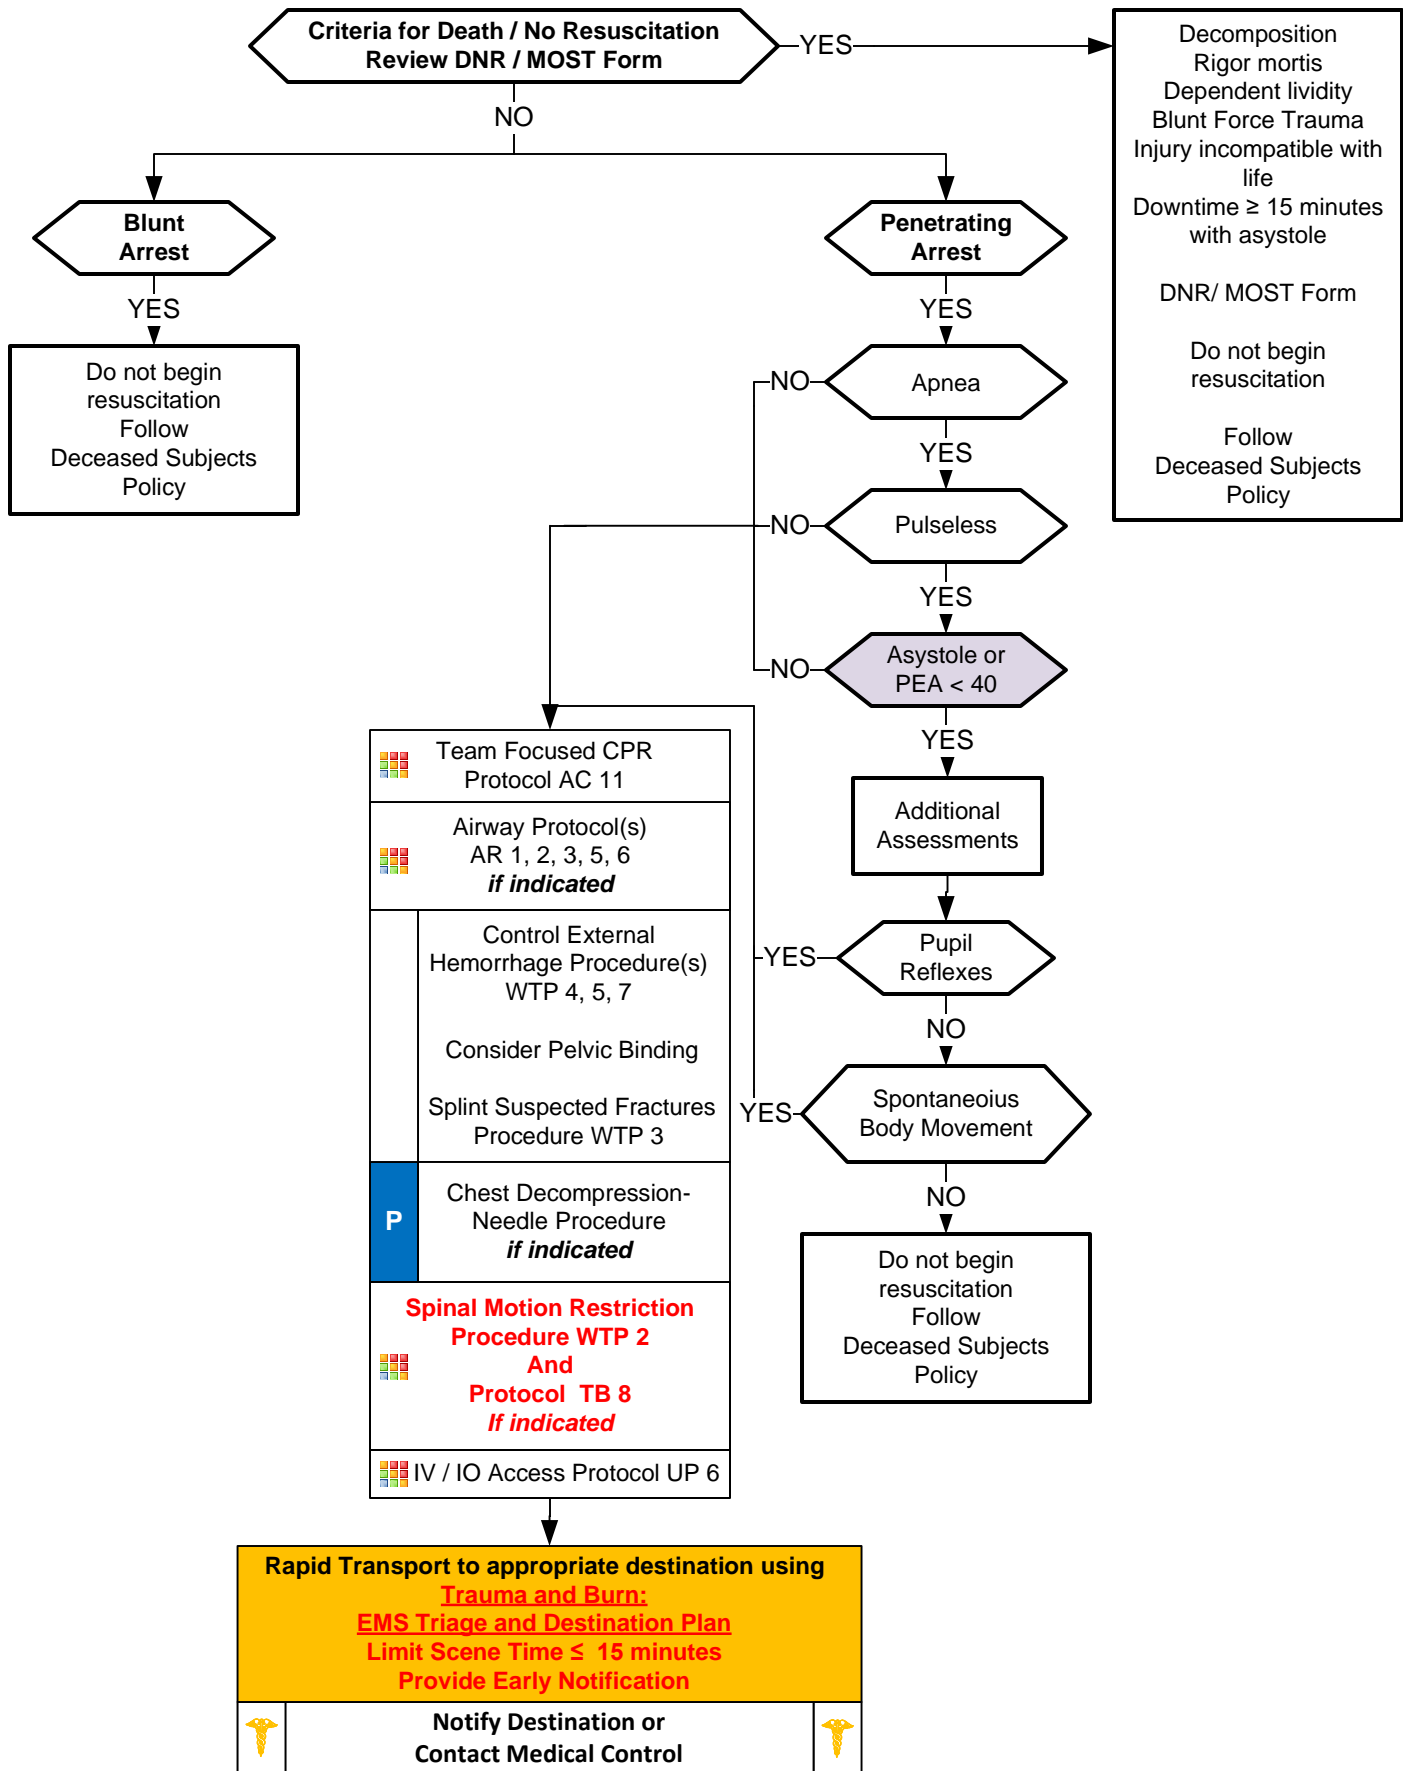 Criteria for Death / No Resuscitation
Review DNR / MOST Form
YES
Decomposition
Rigor mortis
Dependent lividity
Blunt Force Trauma
Injury incompatible with
life
Downtime ≥ 15 minutes
with asystole
DNR/ MOST Form
Do not begin
resuscitation
Follow
Deceased Subjects
Policy
NO
Blunt
Arrest
YES
Do not begin
resuscitation
Follow
Deceased Subjects
Policy
Penetrating
Arrest
YES
Apnea
NO
YES
Pulseless
NO
YES
Asystole or
PEA < 40
NO
YES
Additional
Assessments
Pupil
Reflexes
YES
NO
Spontaneoius
Body Movement
YES
NO
Do not begin
resuscitation
Follow
Deceased Subjects
Policy
Team Focused CPR
Protocol AC 11
Airway Protocol(s)
AR 1, 2, 3, 5, 6
if indicated
Control External
Hemorrhage Procedure(s)
WTP 4, 5, 7
Consider Pelvic Binding
Splint Suspected Fractures
Procedure WTP 3
P
Chest Decompression-
Needle Procedure
if indicated
Spinal Motion Restriction
Procedure WTP 2
And
Protocol TB 8
If indicated
IV / IO Access Protocol UP 6
Rapid Transport to appropriate destination using
Trauma and Burn:
EMS Triage and Destination Plan
Limit Scene Time ≤ 15 minutes
Provide Early Notification
Notify Destination or
Contact Medical Control